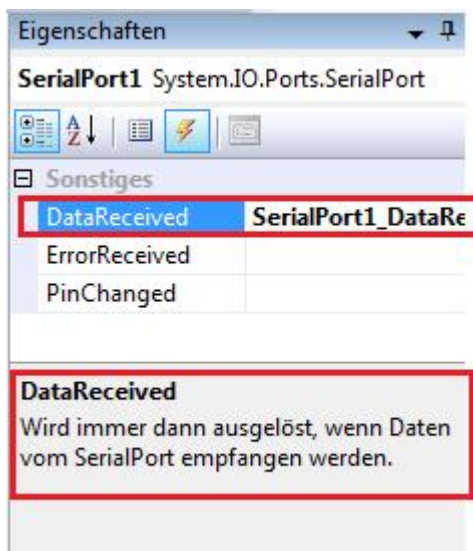 Eigenschaften
SerialPort1 System.IO.Ports.SerialPort
Sonstiges
DataReceived SerialPort1_DataRe
ErrorReceived
PinChanged
DataReceived
Wird immer dann ausgelöst, wenn Daten
vom SerialPort empfangen werden.